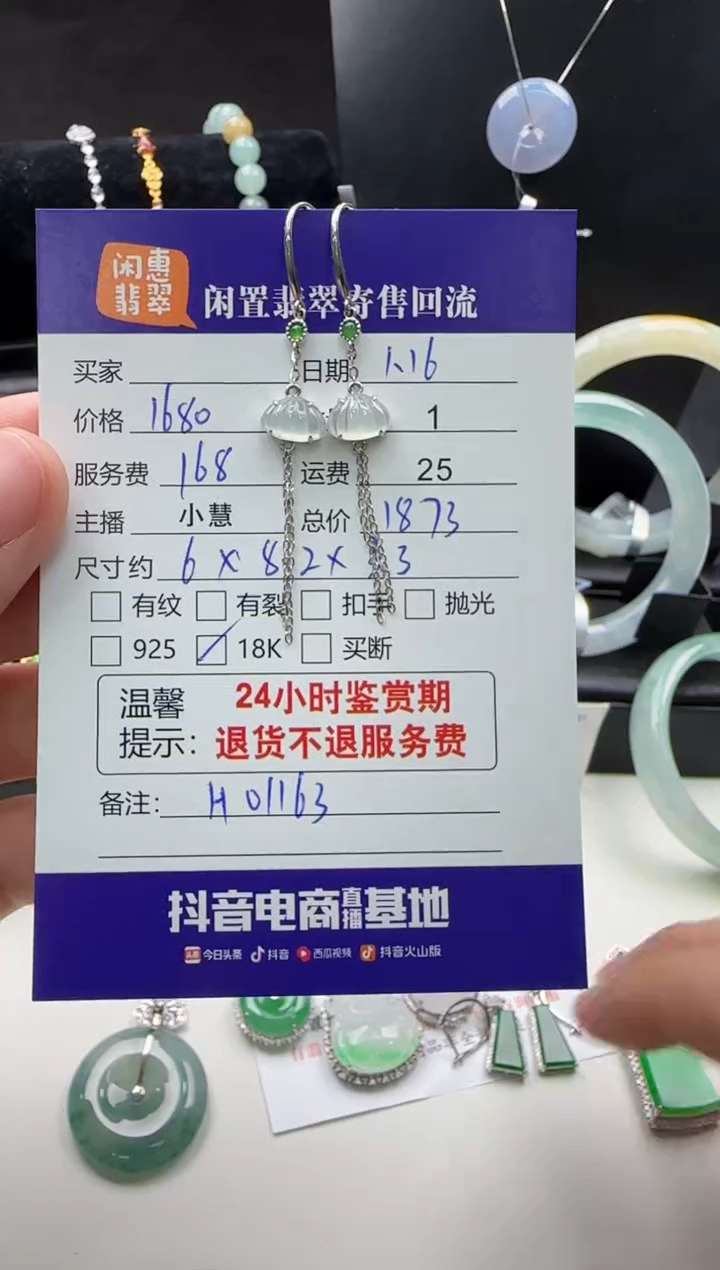 闲惠
翡翠
闲置翡翠寄售回流
买家 日期 1.16
价格 1680 1
服务费 168 运费 25
主播 小慧 总价 1873
尺寸约 6 × 8 2 × 3
有纹 有裂 扣手 抛光
925 18K 买断
温馨 24小时鉴赏期
提示：退货不退服务费
备注： H 01163
抖音电商直播基地
头条 今日头条 抖音 西瓜视频 抖音火山版